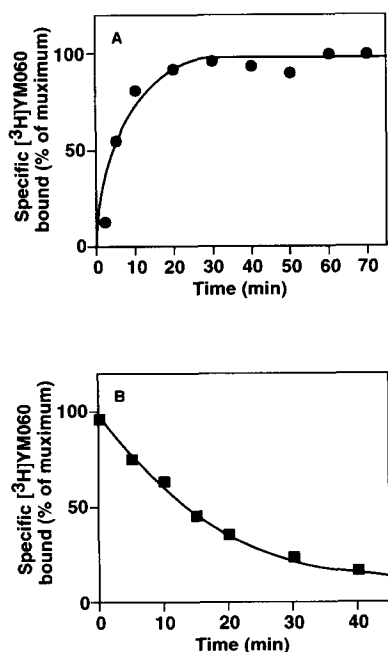 A
Specific [³H]YM060
bound (% of muximum)
100
50
0
0 10 20 30 40 50 60 70
Time (min)
B
Specific [³H]YM060
bound (% of muximum)
100
50
0
0 10 20 30 40
Time (min)